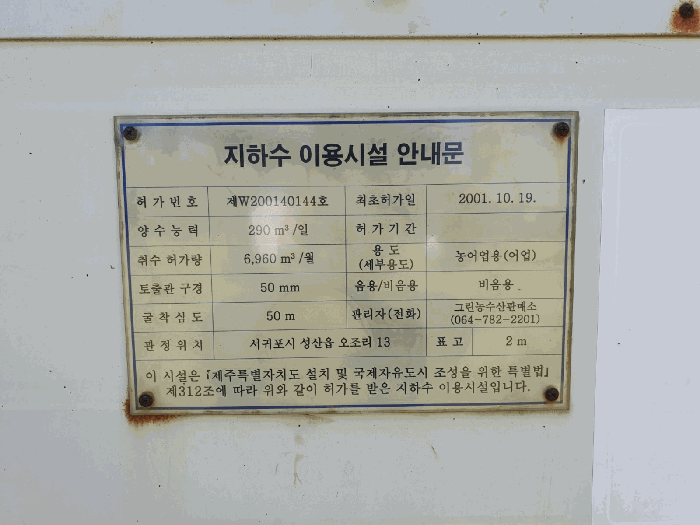 지하수 이용시설 안내문
허가번호 제W200140144호 최초허가일 2001. 10. 19.
양수능력 290 m³/일 허가기간
취수 허가량 6,960 m³/월 용도 (세부용도) 농어업용(어업)
토출관 구경 50 mm 음용/비음용 비음용
굴착심도 50 m 관리자(전화) 그린농수산판매소 (064-782-2201)
관정위치 서귀포시 성산읍 오조리 13 표고 2 m
이 시설은 「제주특별자치도 설치 및 국제자유도시 조성을 위한 특별법」
제312조에 따라 위와 같이 허가를 받은 지하수 이용시설입니다.